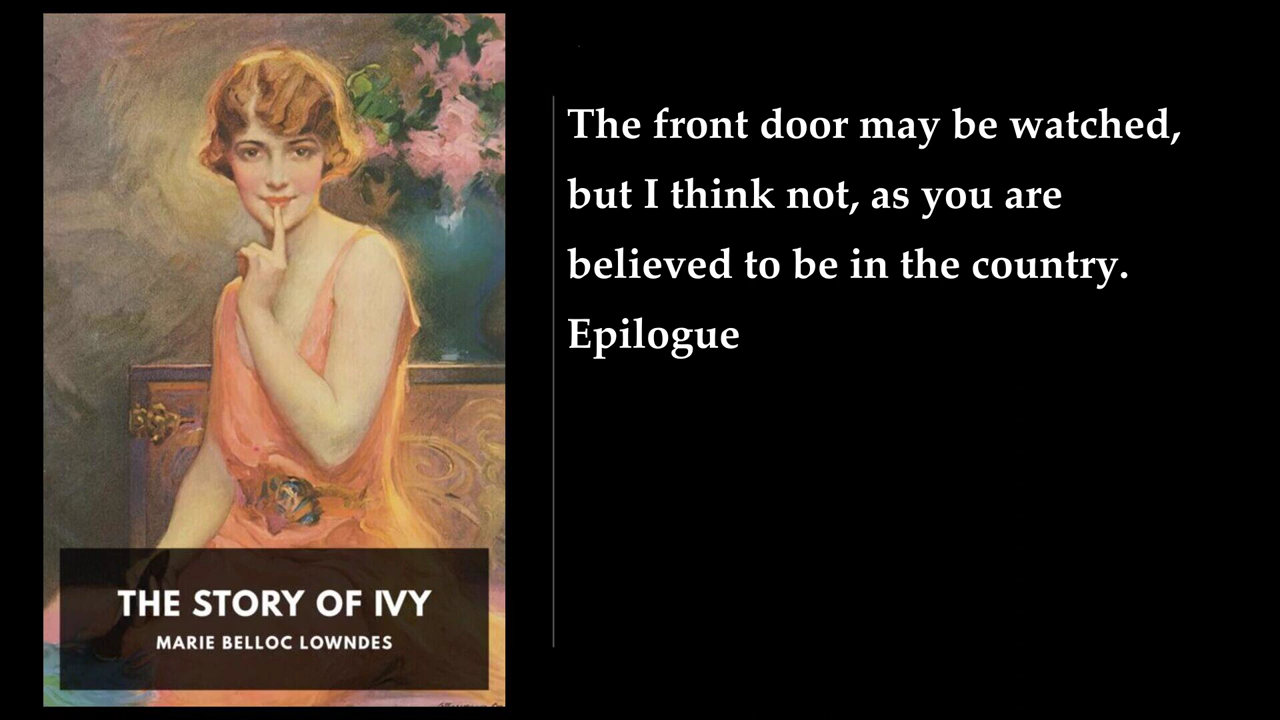 THE STORY OF IVY
MARIE BELLOC LOWNDES
The front door may be watched,
but I think not, as you are
believed to be in the country.
Epilogue